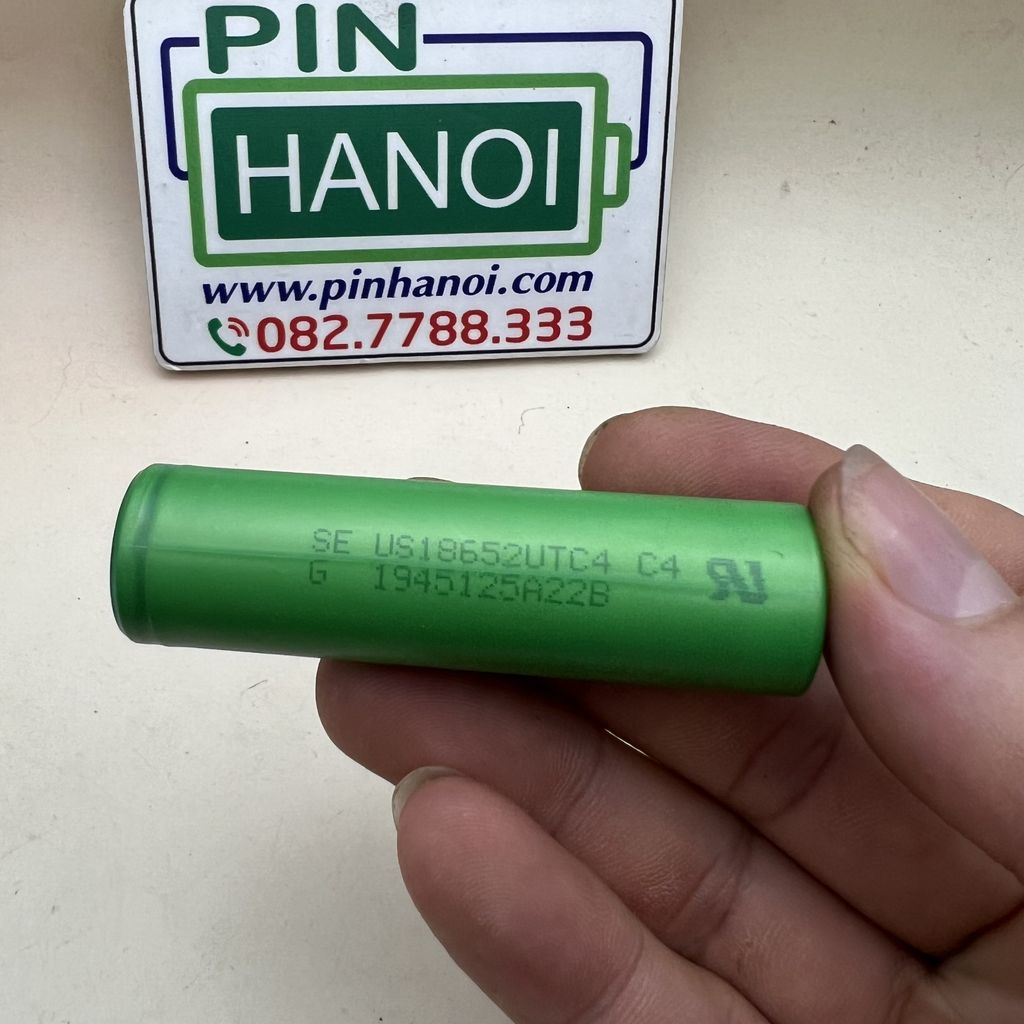 PIN
HANOI
www.pinhanoi.com
082.7788.333
SE US18652UTC4 C4
G 1945125A22B